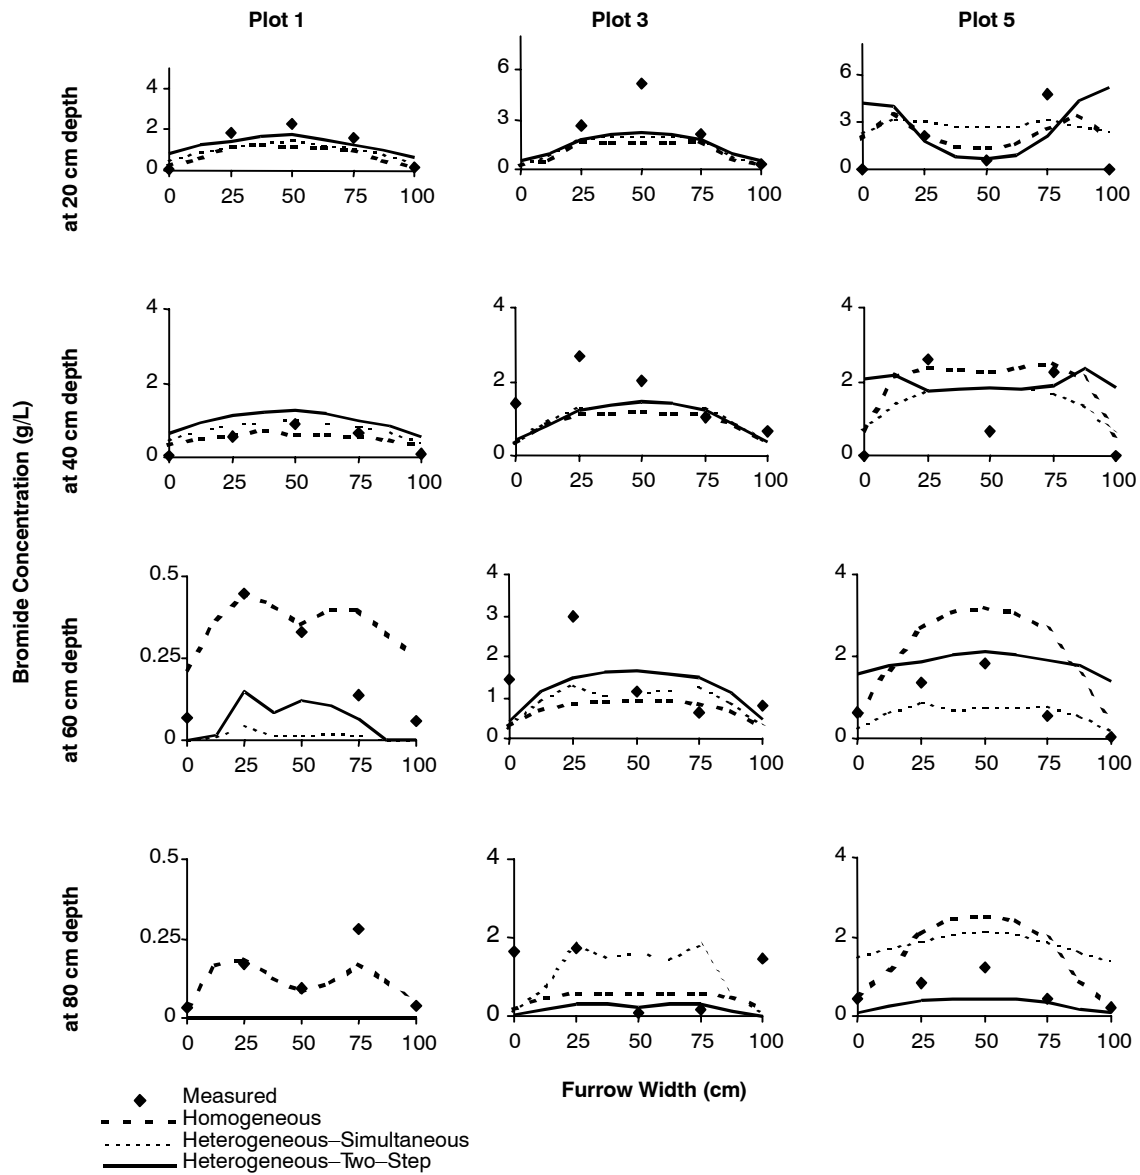 Plot 1 Plot 3 Plot 5
Bromide Concentration (g/L)
at 20 cm depth
4
2
0
0 25 50 75 100
6
3
0
0 25 50 75 100
6
3
0
0 25 50 75 100
at 40 cm depth
4
2
0
0 25 50 75 100
4
2
0
0 25 50 75 100
4
2
0
0 25 50 75 100
at 60 cm depth
0.5
0.25
0
0 25 50 75 100
4
3
2
1
0
0 25 50 75 100
4
2
0
0 25 50 75 100
at 80 cm depth
0.5
0.25
0
0 25 50 75 100
4
2
0
0 25 50 75 100
4
2
0
0 25 50 75 100
Furrow Width (cm)
Measured
Homogeneous
Heterogeneous–Simultaneous
Heterogeneous–Two–Step